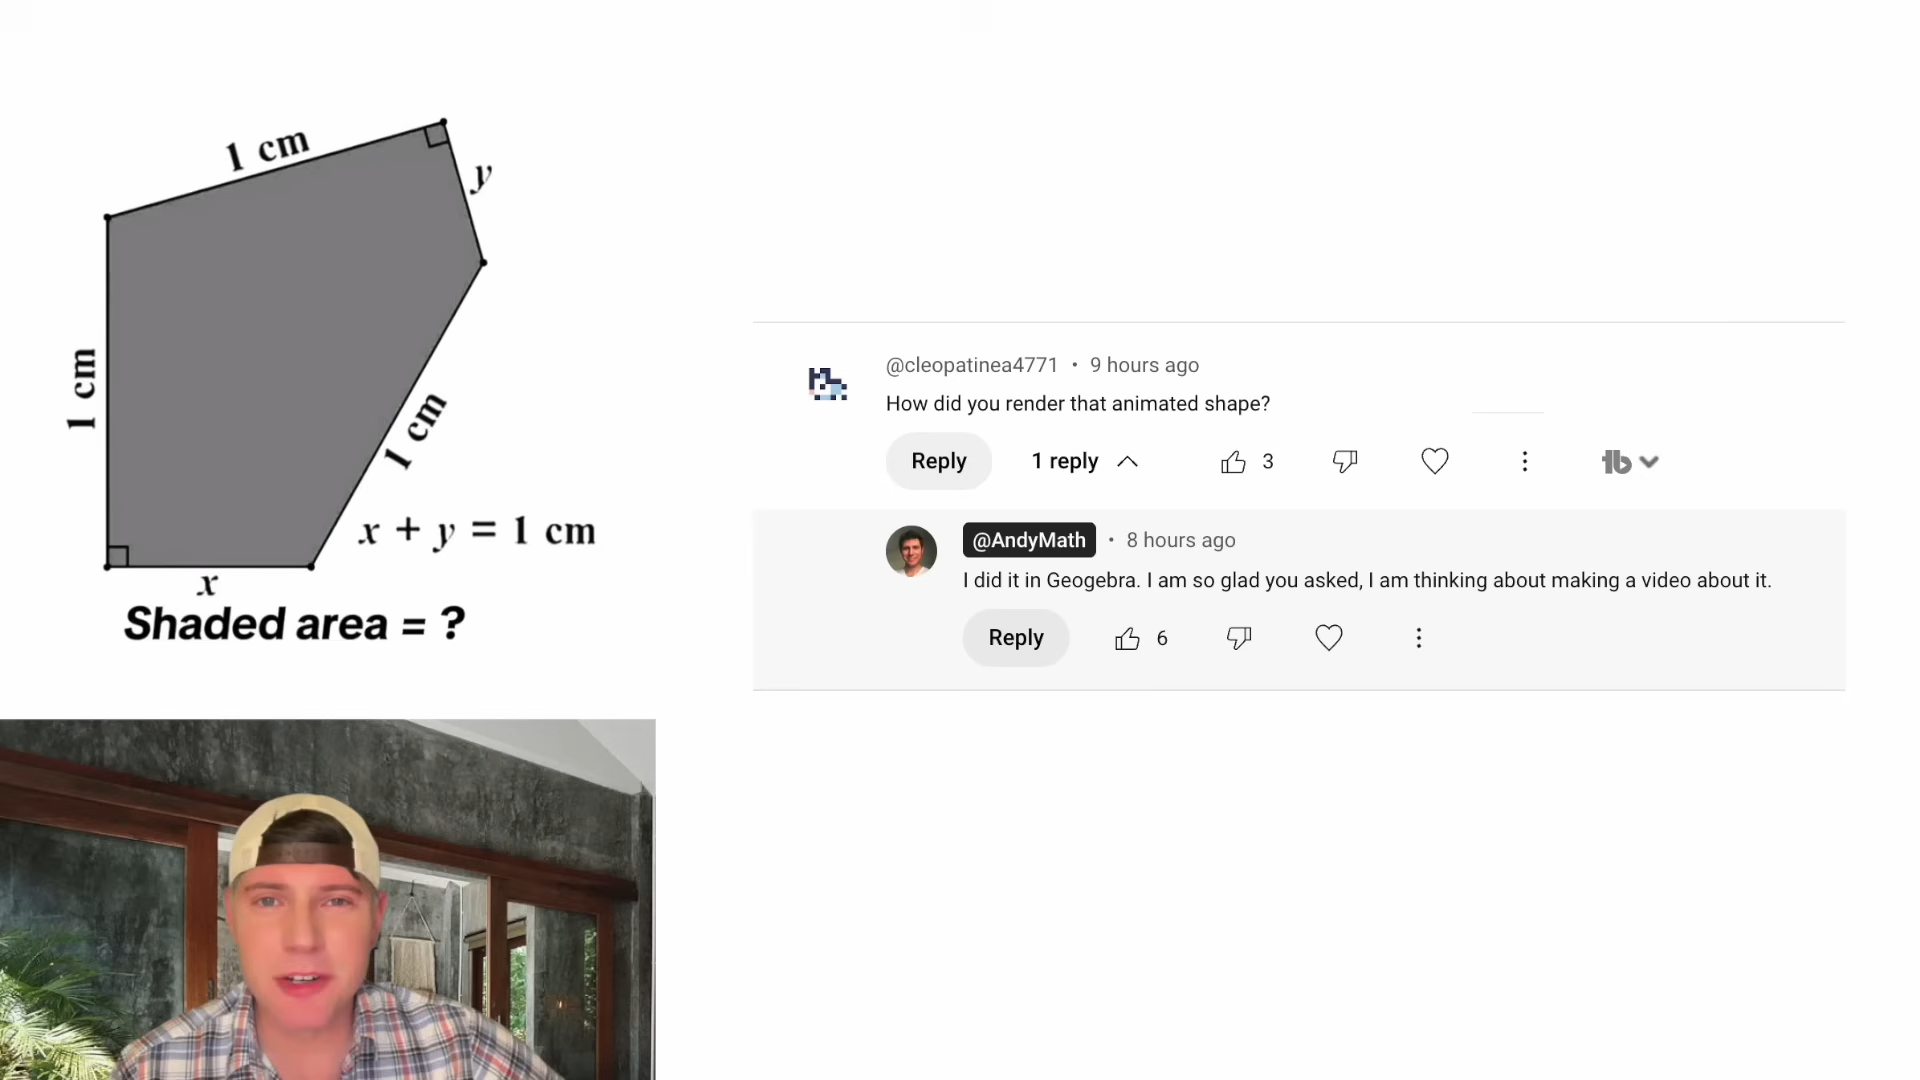 1 cm
y
1 cm
1 cm
x + y = 1 cm
x
Shaded area = ?
@cleopatinea4771 • 9 hours ago
How did you render that animated shape?
Reply 1 reply 3
@AndyMath • 8 hours ago
I did it in Geogebra. I am so glad you asked, I am thinking about making a video about it.
Reply 6